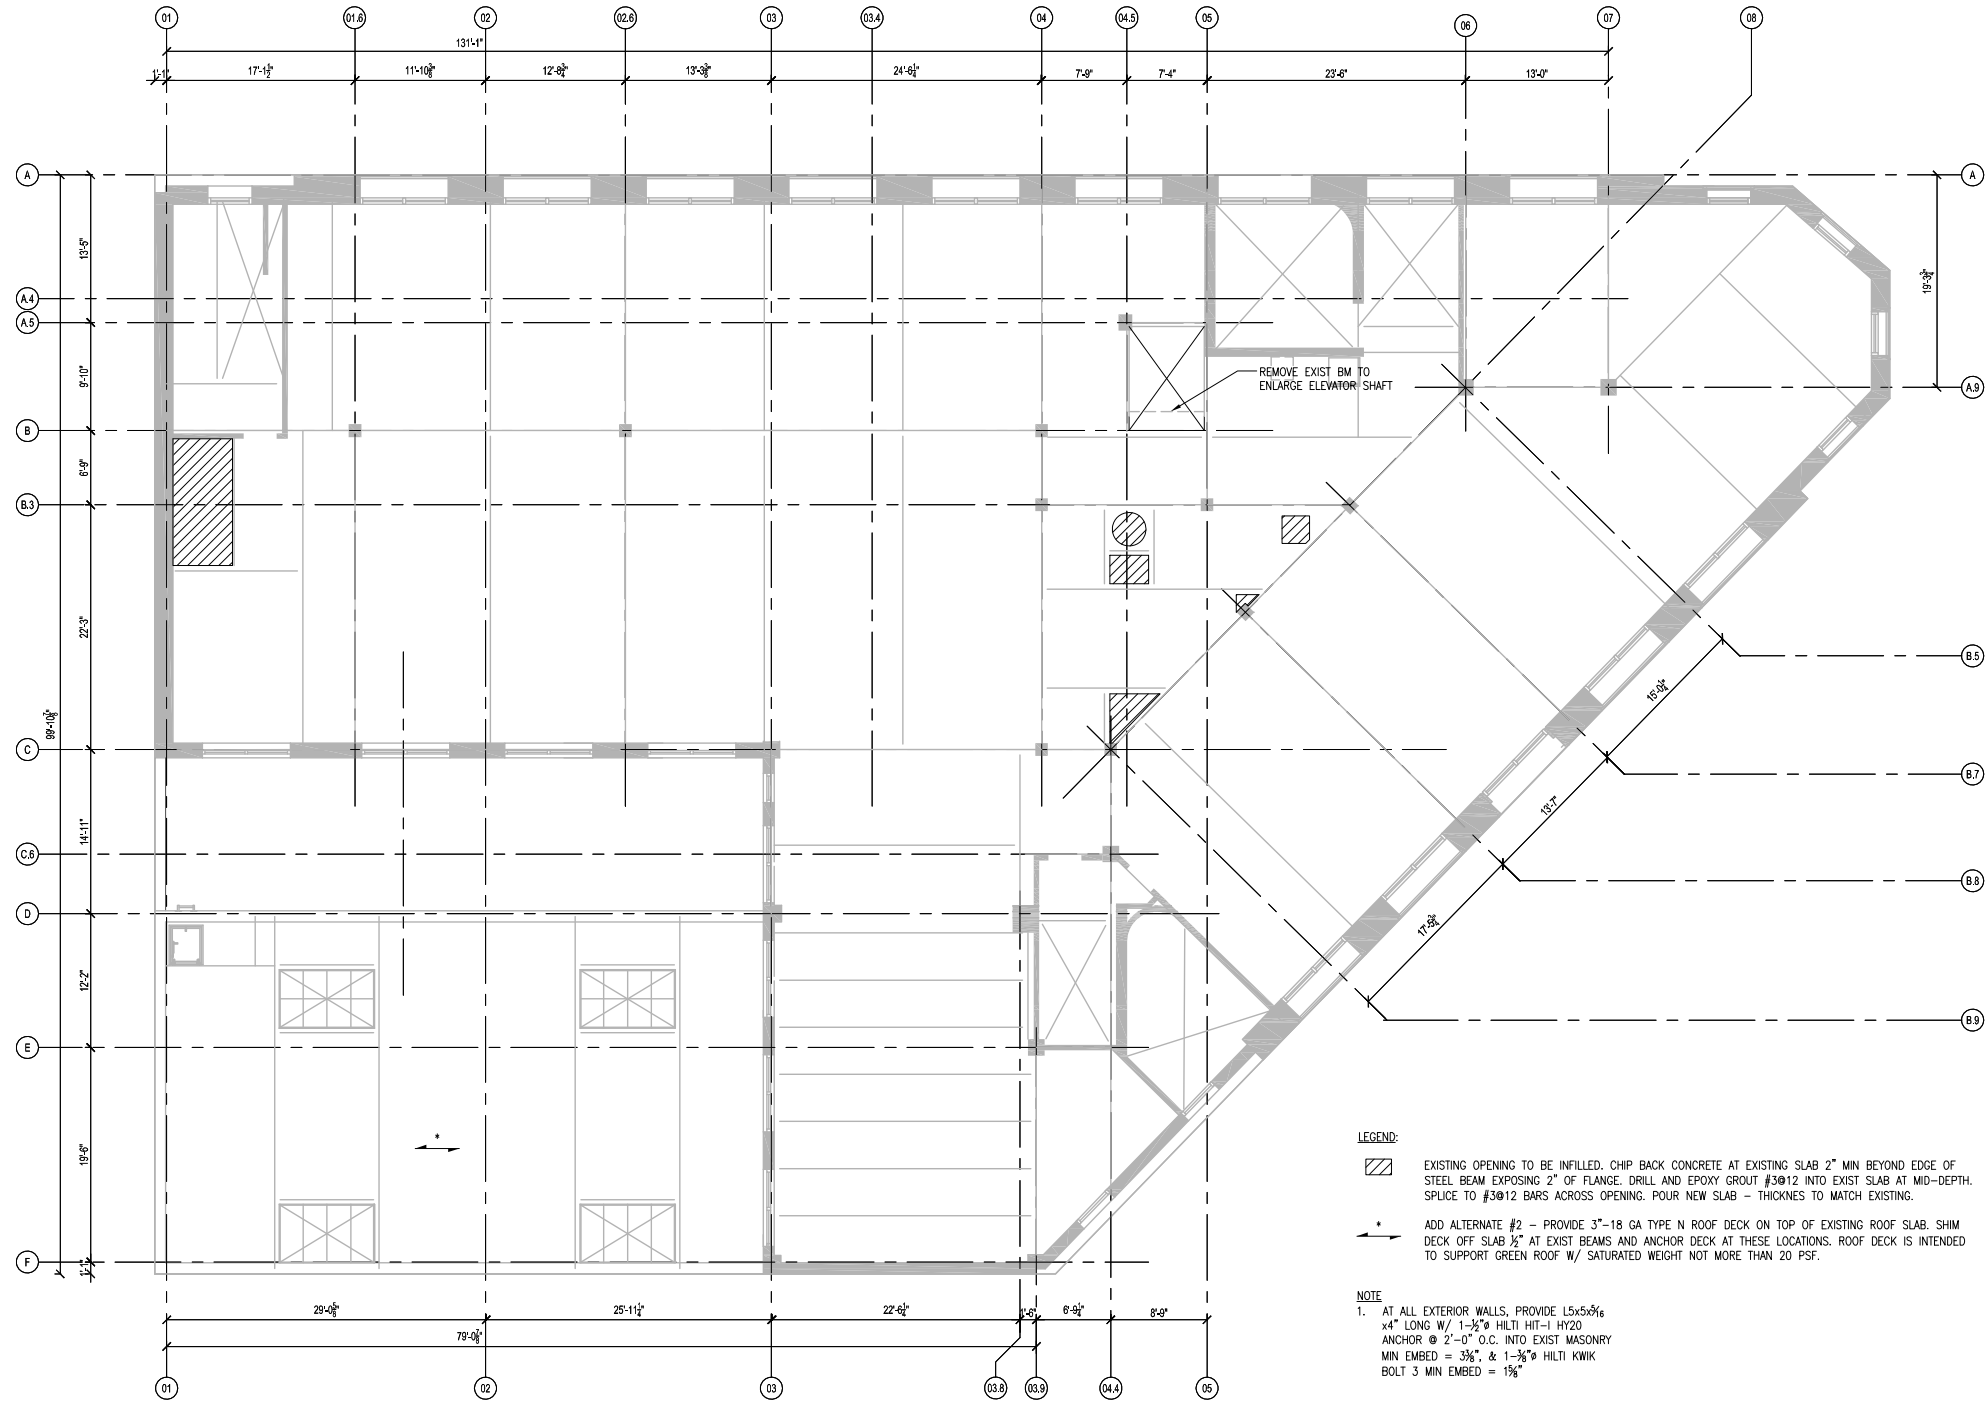 01 01.6 02 02.6 03 03.4 04 04.5 05 06 07 08
131'-1"
1'-1" 17'-1½" 11'-10⅜" 12'-8¾" 13'-3⅜" 24'-6¼" 7'-9" 7'-4" 23'-6" 13'-0"
A A
13'-5"
19'-3¾"
A.4
A.5
9'-10"
REMOVE EXIST BM TO
ENLARGE ELEVATOR SHAFT
A.9
B
6'-9"
B.3
22'-3"
B.5
15'-0¼"
99'-10⅞"
C
B.7
13'-7"
14'-11"
C.6
B.8
D
17'-5¾"
12'-2"
B.9
E
*
19'-6"
F
1'-1"
LEGEND:
EXISTING OPENING TO BE INFILLED. CHIP BACK CONCRETE AT EXISTING SLAB 2" MIN BEYOND EDGE OF
STEEL BEAM EXPOSING 2" OF FLANGE. DRILL AND EPOXY GROUT #3@12 INTO EXIST SLAB AT MID-DEPTH.
SPLICE TO #3@12 BARS ACROSS OPENING. POUR NEW SLAB - THICKNES TO MATCH EXISTING.
* ADD ALTERNATE #2 - PROVIDE 3"-18 GA TYPE N ROOF DECK ON TOP OF EXISTING ROOF SLAB. SHIM
DECK OFF SLAB ½" AT EXIST BEAMS AND ANCHOR DECK AT THESE LOCATIONS. ROOF DECK IS INTENDED
TO SUPPORT GREEN ROOF W/ SATURATED WEIGHT NOT MORE THAN 20 PSF.
NOTE
1. AT ALL EXTERIOR WALLS, PROVIDE L5x5x5/16
x4" LONG W/ 1-½"ø HILTI HIT-I HY20
ANCHOR @ 2'-0" O.C. INTO EXIST MASONRY
MIN EMBED = 3⅜", & 1-⅜"ø HILTI KWIK
BOLT 3 MIN EMBED = 1⅝"
29'-0⅝" 25'-11¼" 22'-6¼" 1'-6" 6'-9¼" 8'-9"
79'-0⅞"
01 02 03 03.8 03.9 04.4 05